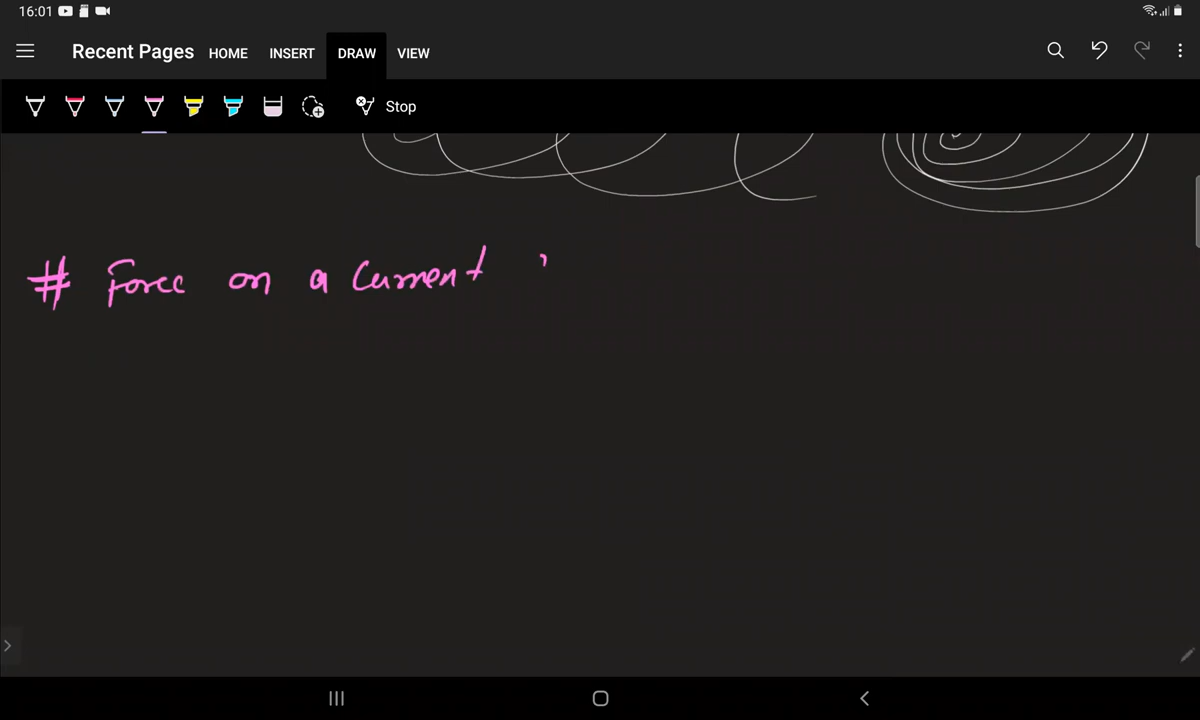 16:01
Recent Pages HOME INSERT DRAW VIEW
Stop
# Force on a Current